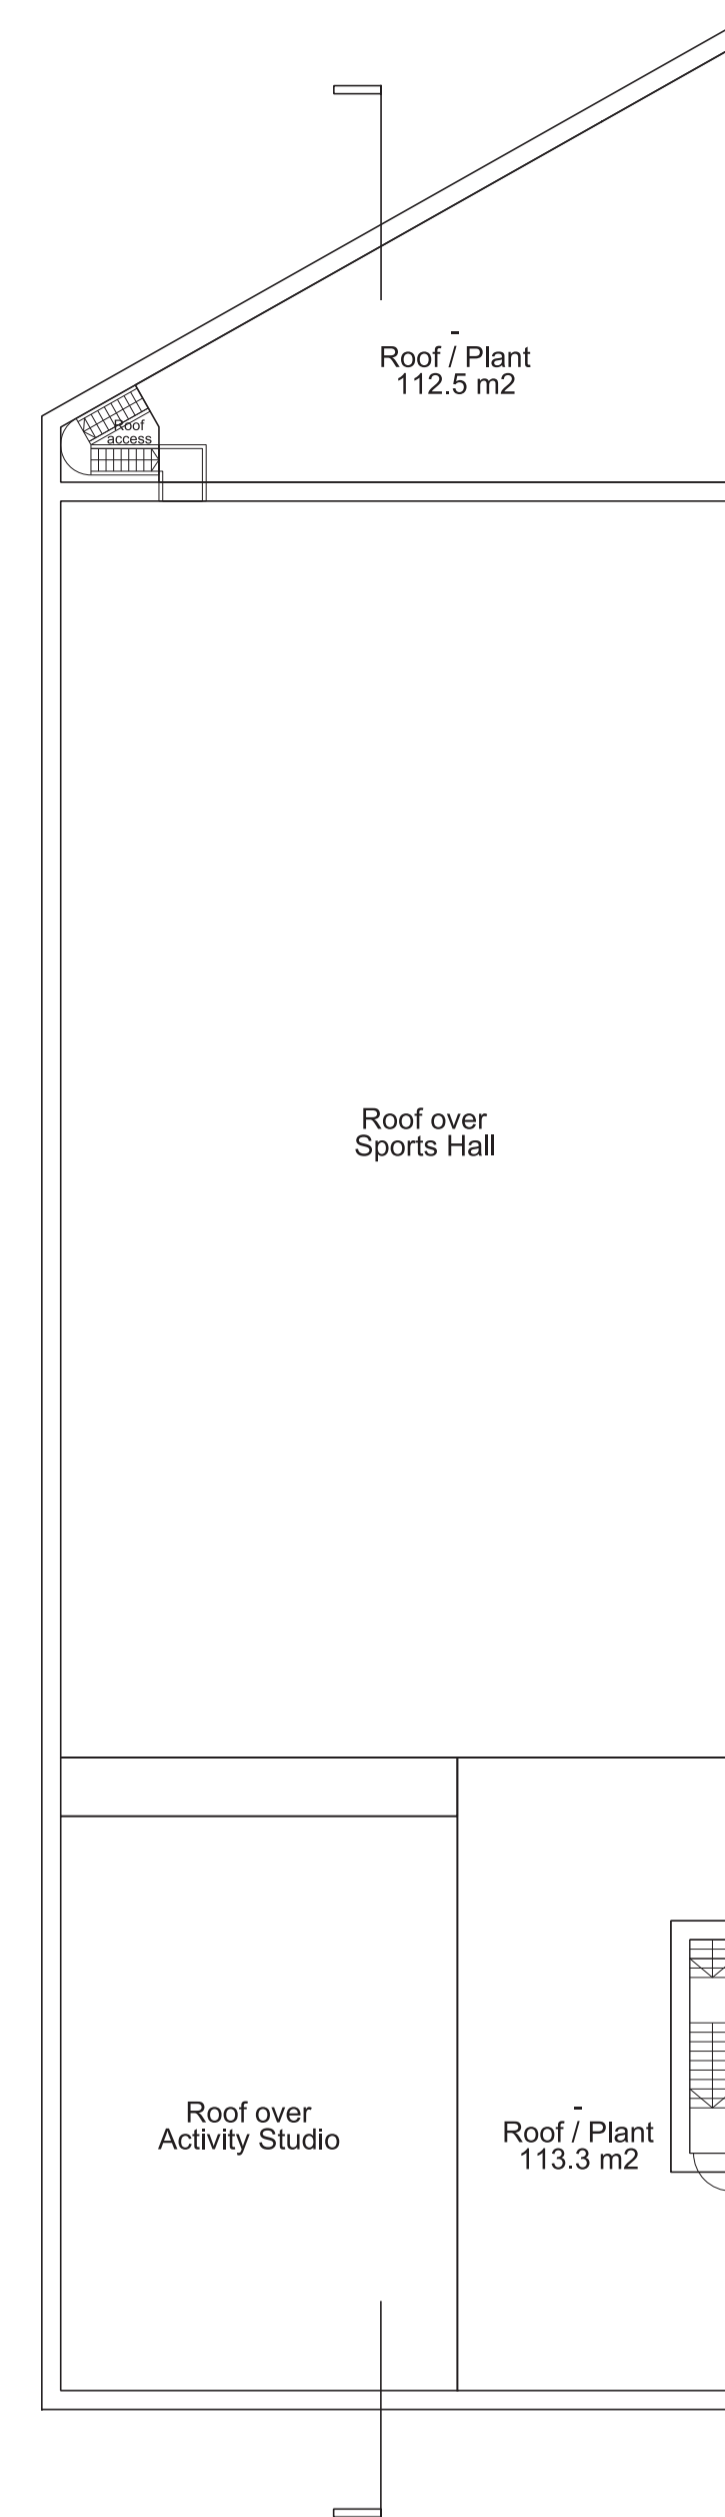 -
Roof / Plant
112.5 m2
Roof
access
Roof over
Sports Hall
Roof over
Activity Studio
-
Roof / Plant
113.3 m2